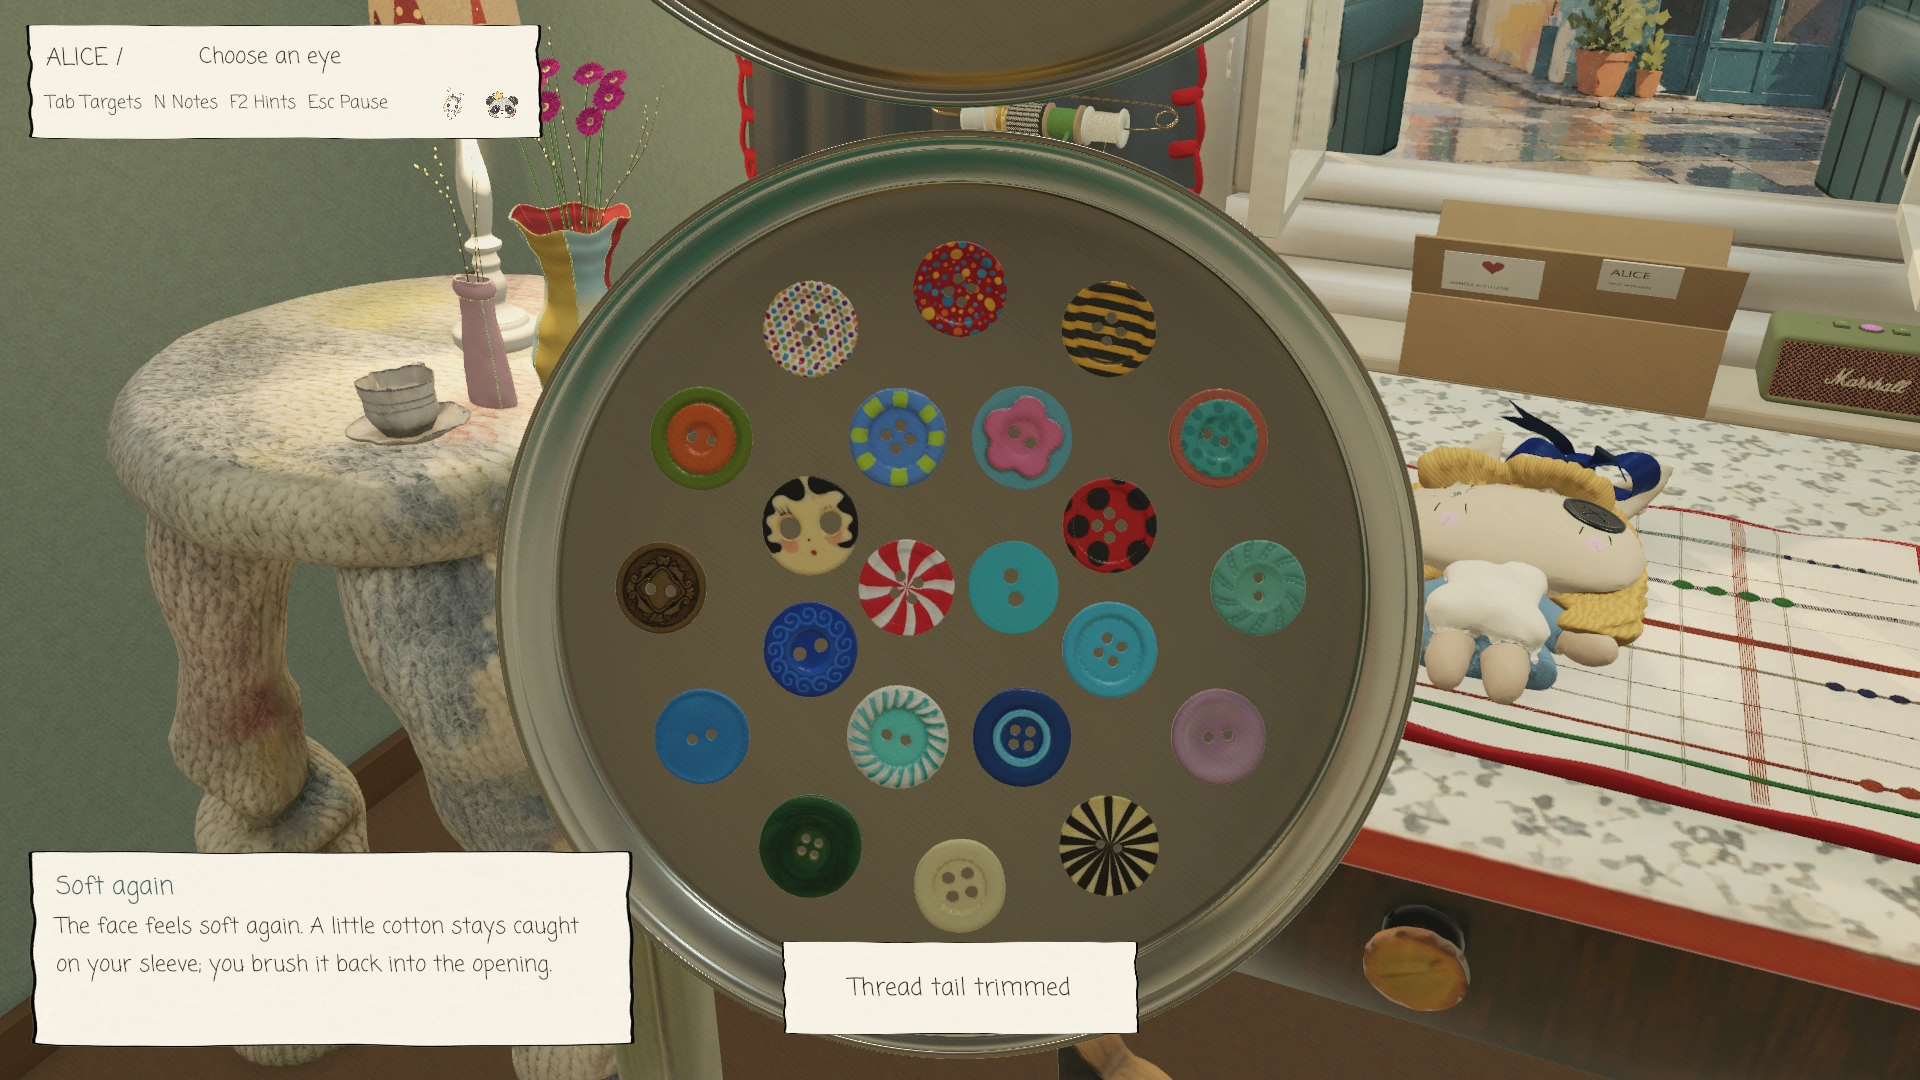 ALICE / Choose an eye
Tab Targets N Notes F2 Hints Esc Pause
ALICE
Marshall
Soft again
The face feels soft again. A little cotton stays caught
on your sleeve; you brush it back into the opening.
Thread tail trimmed